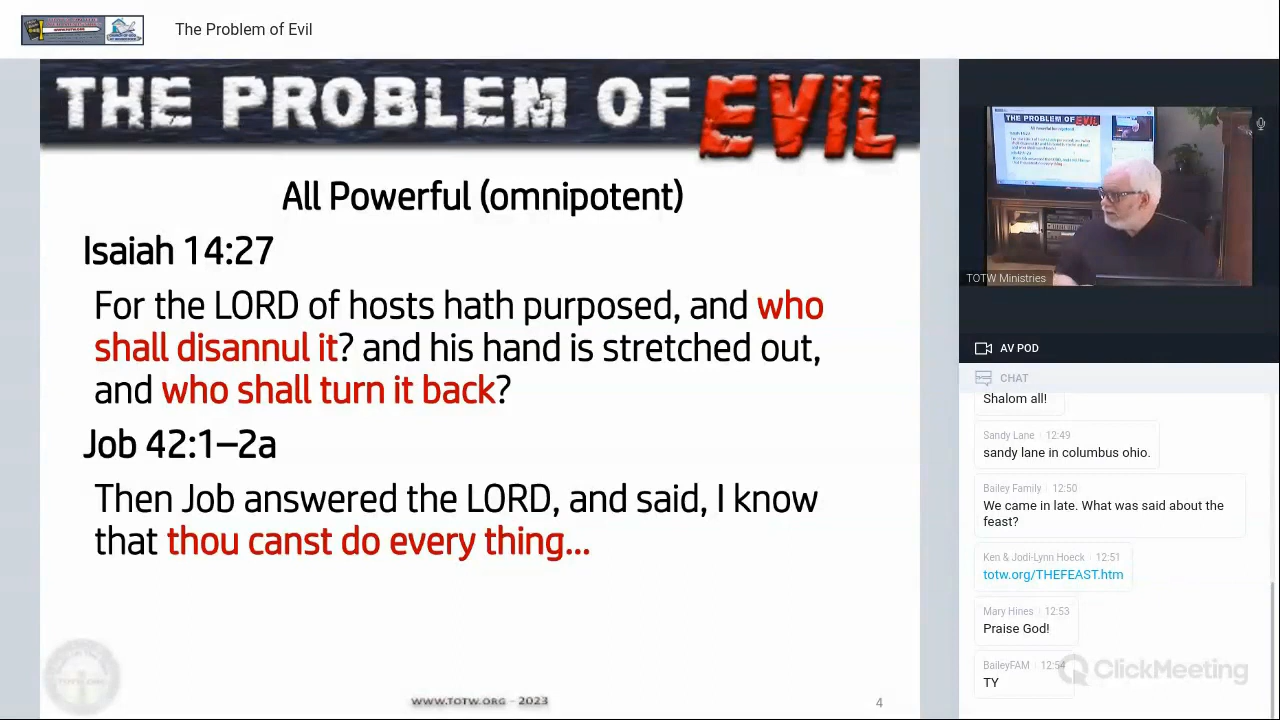 The Problem of Evil
THE PROBLEM OF EVIL
All Powerful (omnipotent)
Isaiah 14:27
For the LORD of hosts hath purposed, and who
shall disannul it? and his hand is stretched out,
and who shall turn it back?
Job 42:1–2a
Then Job answered the LORD, and said, I know
that thou canst do every thing...
WWW.TOTW.ORG - 2023
4
THE PROBLEM OF EVIL
TOTW Ministries
AV POD
CHAT
Shalom all!
Sandy Lane 12:49
sandy lane in columbus ohio.
Bailey Family 12:50
We came in late. What was said about the
feast?
Ken & Jodi-Lynn Hoeck 12:51
totw.org/THEFEAST.htm
Mary Hines 12:53
Praise God!
BaileyFAM 12:54
TY
ClickMeeting